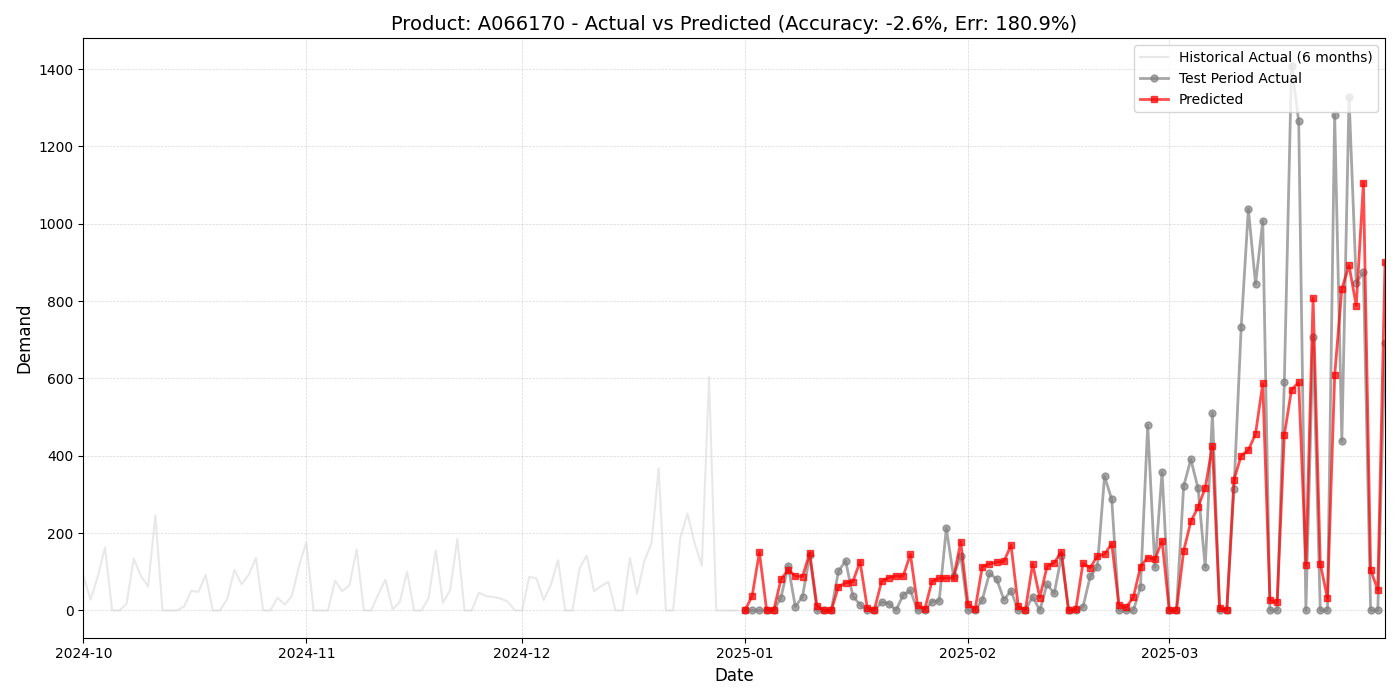 Product: A066170 - Actual vs Predicted (Accuracy: -2.6%, Err: 180.9%)
Historical Actual (6 months)
Test Period Actual
Predicted
Demand
1400
1200
1000
800
600
400
200
0
2024-10
2024-11
2024-12
2025-01
2025-02
2025-03
Date